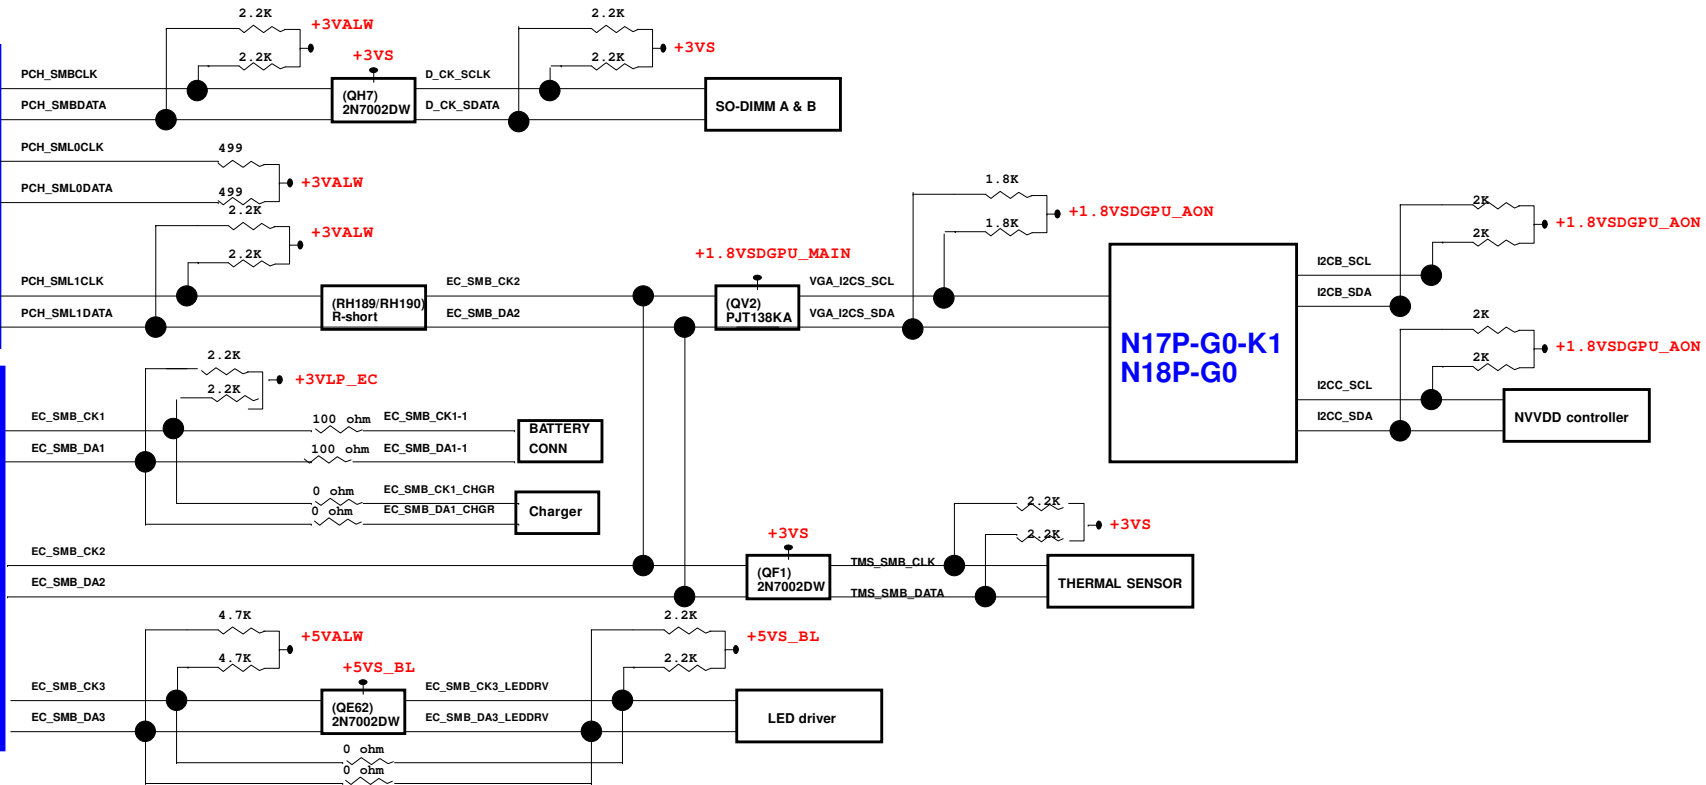 2.2K
+3VALW
2.2K
+3VS
2.2K
2.2K
+3VS
PCH_SMBCLK
PCH_SMBDATA
(QH7)
2N7002DW
D_CK_SCLK
D_CK_SDATA
SO-DIMM A & B
PCH_SML0CLK
499
+3VALW
PCH_SML0DATA
499
2.2K
+3VALW
2.2K
PCH_SML1CLK
PCH_SML1DATA
(RH189/RH190)
R-short
EC_SMB_CK2
EC_SMB_DA2
+1.8VSDGPU_MAIN
(QV2)
PJT138KA
VGA_I2CS_SCL
VGA_I2CS_SDA
1.8K
1.8K
+1.8VSDGPU_AON
N17P-G0-K1
N18P-G0
2K
2K
+1.8VSDGPU_AON
I2CB_SCL
I2CB_SDA
2K
2K
+1.8VSDGPU_AON
I2CC_SCL
I2CC_SDA
NVVDD controller
2.2K
2.2K
+3VLP_EC
EC_SMB_CK1
100 ohm
EC_SMB_CK1-1
EC_SMB_DA1
100 ohm
EC_SMB_DA1-1
BATTERY
CONN
0 ohm
EC_SMB_CK1_CHGR
0 ohm
EC_SMB_DA1_CHGR
Charger
EC_SMB_CK2
EC_SMB_DA2
+3VS
(QF1)
2N7002DW
TMS_SMB_CLK
TMS_SMB_DATA
2.2K
2.2K
+3VS
THERMAL SENSOR
4.7K
4.7K
+5VALW
+5VS_BL
2.2K
2.2K
+5VS_BL
EC_SMB_CK3
EC_SMB_DA3
(QE62)
2N7002DW
EC_SMB_CK3_LEDDRV
EC_SMB_DA3_LEDDRV
LED driver
0 ohm
0 ohm